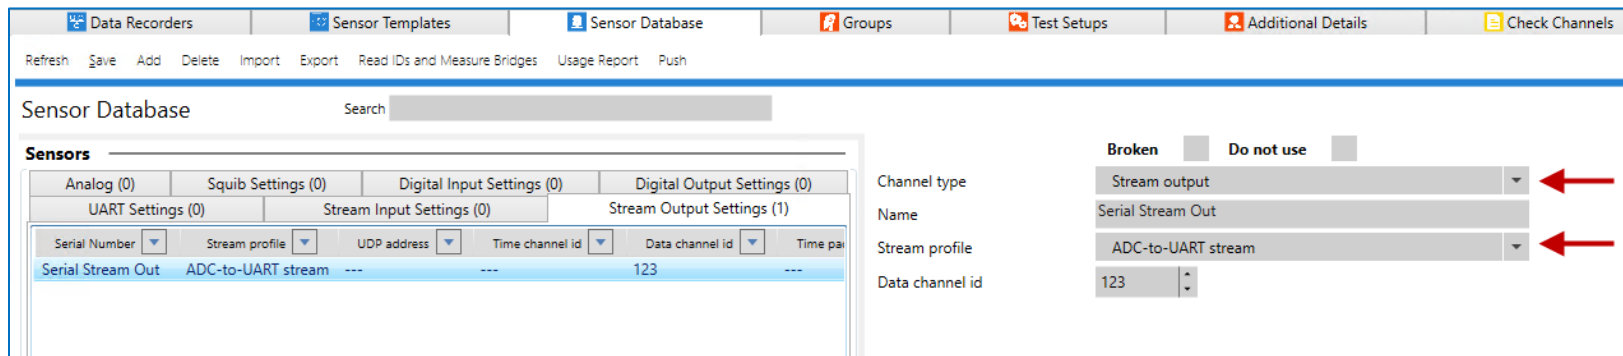 Data Recorders Sensor Templates Sensor Database Groups Test Setups Additional Details Check Channels
Refresh Save Add Delete Import Export Read IDs and Measure Bridges Usage Report Push
Sensor Database Search
Sensors
Analog (0) Squib Settings (0) Digital Input Settings (0) Digital Output Settings (0)
UART Settings (0) Stream Input Settings (0) Stream Output Settings (1)
Serial Number Stream profile UDP address Time channel id Data channel id Time
Serial Stream Out ADC-to-UART stream --- --- 123 ---
Broken Do not use
Channel type Stream output
Name Serial Stream Out
Stream profile ADC-to-UART stream
Data channel id 123